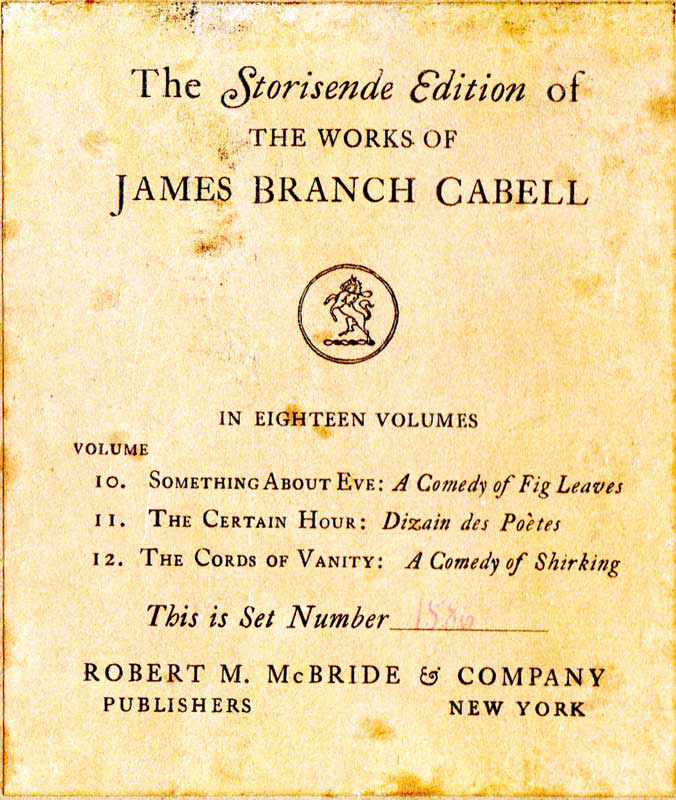 The Storisende Edition of
THE WORKS OF
JAMES BRANCH CABELL
IN EIGHTEEN VOLUMES
VOLUME
10. SOMETHING ABOUT EVE: A Comedy of Fig Leaves
11. THE CERTAIN HOUR: Dizain des Poètes
12. THE CORDS OF VANITY: A Comedy of Shirking
This is Set Number 1586
ROBERT M. McBRIDE & COMPANY
PUBLISHERS NEW YORK